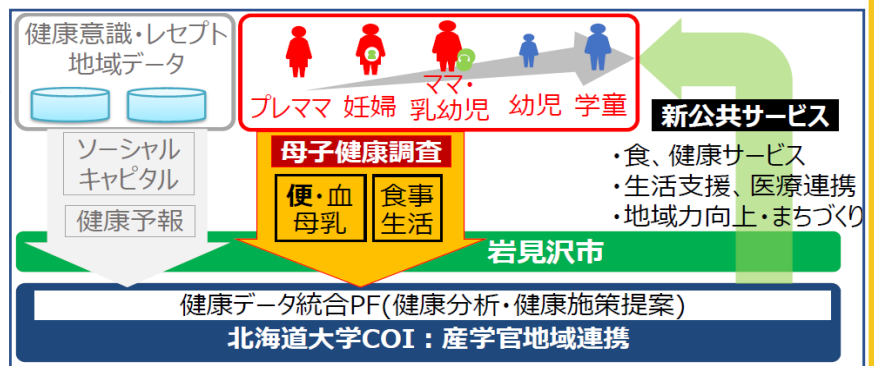 健康意識・レセプト
地域データ
ソーシャル
キャピタル
健康予報
プレママ
妊婦
ママ・
乳幼児
幼児
学童
母子健康調査
便・血
母乳
食事
生活
新公共サービス
・食、健康サービス
・生活支援、医療連携
・地域力向上・まちづくり
岩見沢市
健康データ統合PF(健康分析・健康施策提案)
北海道大学COI：産学官地域連携